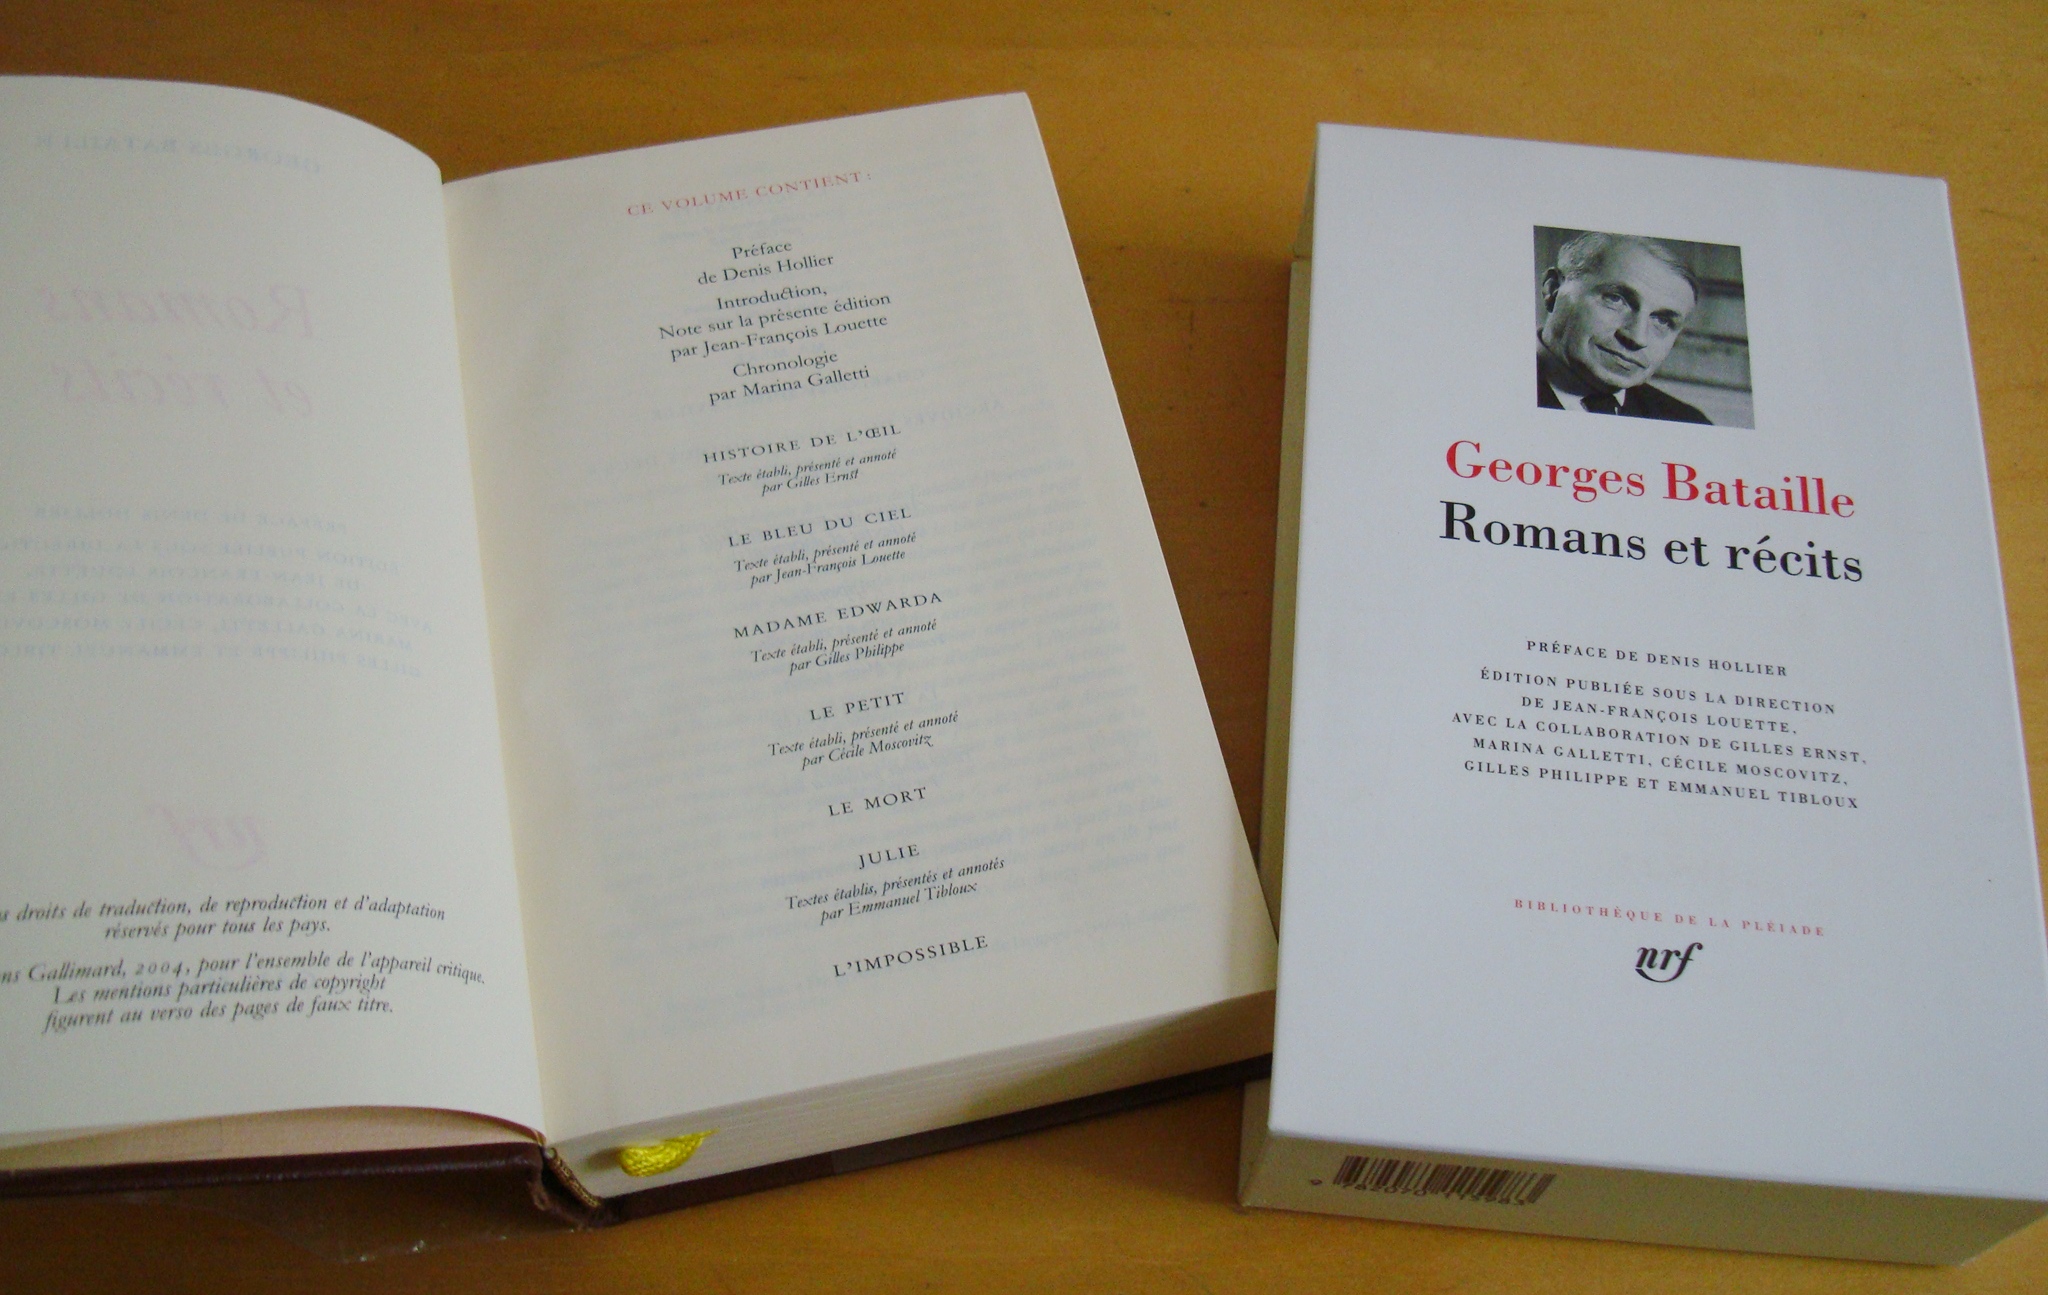 droits de traduction, de reproduction et d'adaptation
réservés pour tous les pays.
Gallimard, 2004, pour l'ensemble de l'appareil critique.
Les mentions particulières de copyright
figurent au verso des pages de faux titre.
CE VOLUME CONTIENT :
Préface
de Denis Hollier
Introduction,
Note sur la présente édition
par Jean-François Louette
Chronologie
par Marina Galletti
HISTOIRE DE L'ŒIL
Texte établi, présenté et annoté
par Gilles Ernst
LE BLEU DU CIEL
Texte établi, présenté et annoté
par Jean-François Louette
MADAME EDWARDA
Texte établi, présenté et annoté
par Gilles Philippe
LE PETIT
Texte établi, présenté et annoté
par Cécile Moscovitz
LE MORT
JULIE
Textes établis, présentés et annotés
par Emmanuel Tibloux
L'IMPOSSIBLE
Georges Bataille
Romans et récits
PRÉFACE DE DENIS HOLLIER
ÉDITION PUBLIÉE SOUS LA DIRECTION
DE JEAN-FRANÇOIS LOUETTE,
AVEC LA COLLABORATION DE GILLES ERNST,
MARINA GALLETTI, CÉCILE MOSCOVITZ,
GILLES PHILIPPE ET EMMANUEL TIBLOUX
BIBLIOTHÈQUE DE LA PLÉIADE
nrf